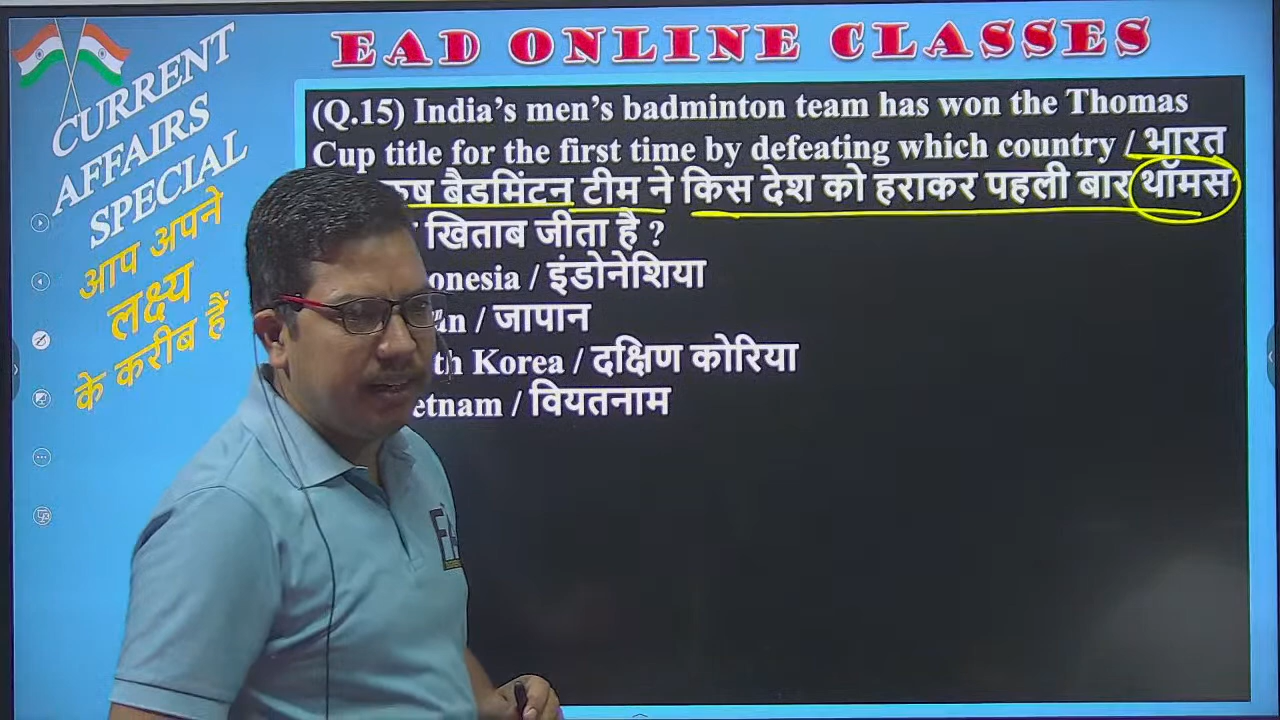 EAD ONLINE CLASSES
CURRENT
AFFAIRS
SPECIAL
आप अपने
लक्ष्य
के करीब हैं
(Q.15) India's men's badminton team has won the Thomas
Cup title for the first time by defeating which country / भारत
बैडमिंटन टीम ने किस देश को हराकर पहली बार थॉमस
खिताब जीता है ?
/ इंडोनेशिया
/ जापान
Korea / दक्षिण कोरिया
/ वियतनाम